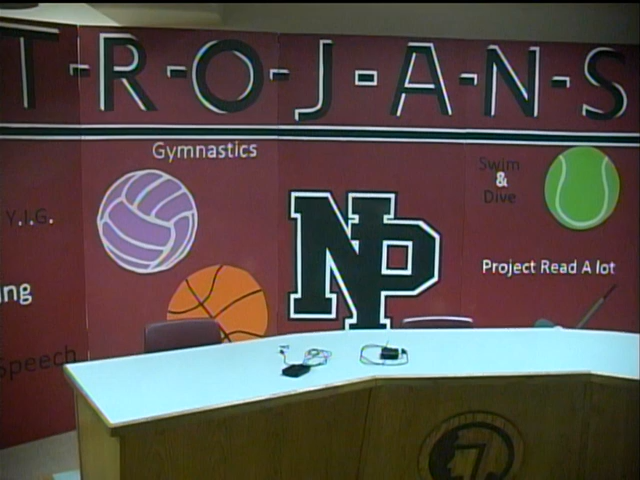 T-R-O-J-A-N-S
Gymnastics
Swim
&
Dive
Y.I.G.
NP
Project Read A lot
ing
Speech